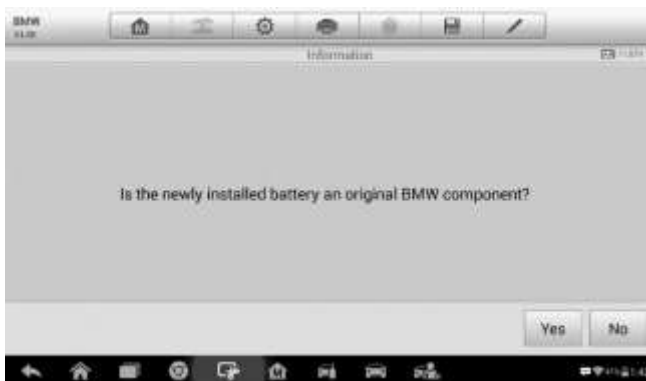 BMW
Information
Is the newly installed battery an original BMW component?
Yes
No